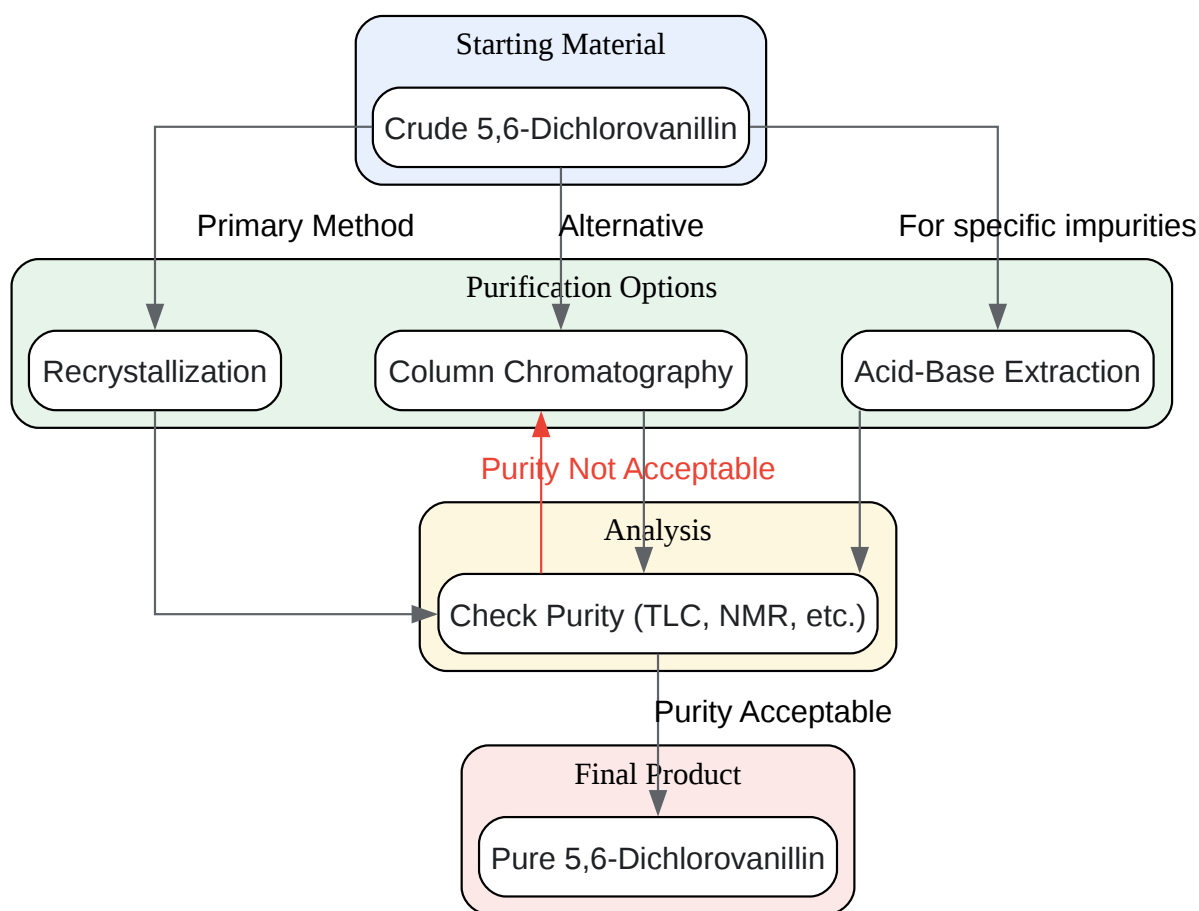 Starting Material
Crude 5,6-Dichlorovanillin
Primary Method
Alternative
For specific impurities
Purification Options
Recrystallization
Column Chromatography
Acid-Base Extraction
Purity Not Acceptable
Analysis
Check Purity (TLC, NMR, etc.)
Purity Acceptable
Final Product
Pure 5,6-Dichlorovanillin